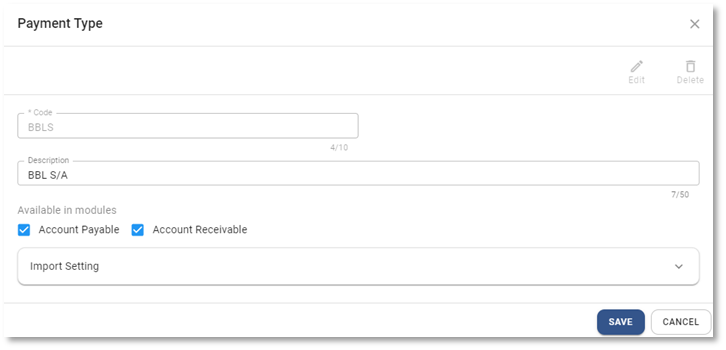 Payment Type
Edit Delete
* Code
BBLS
4/10
Description
BBL S/A
7/50
Available in modules
Account Payable Account Receivable
Import Setting
SAVE CANCEL